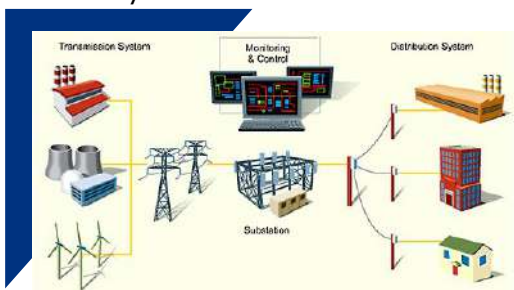 Transmission System
Monitoring
& Control
Distribution System
Substation